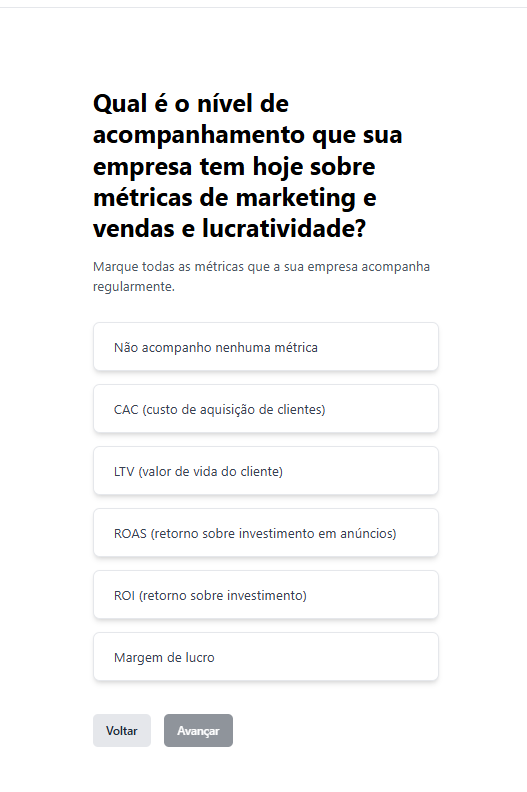 Qual é o nível de
acompanhamento que sua
empresa tem hoje sobre
métricas de marketing e
vendas e lucratividade?
Marque todas as métricas que a sua empresa acompanha
regularmente.
Não acompanho nenhuma métrica
CAC (custo de aquisição de clientes)
LTV (valor de vida do cliente)
ROAS (retorno sobre investimento em anúncios)
ROI (retorno sobre investimento)
Margem de lucro
Voltar Avançar